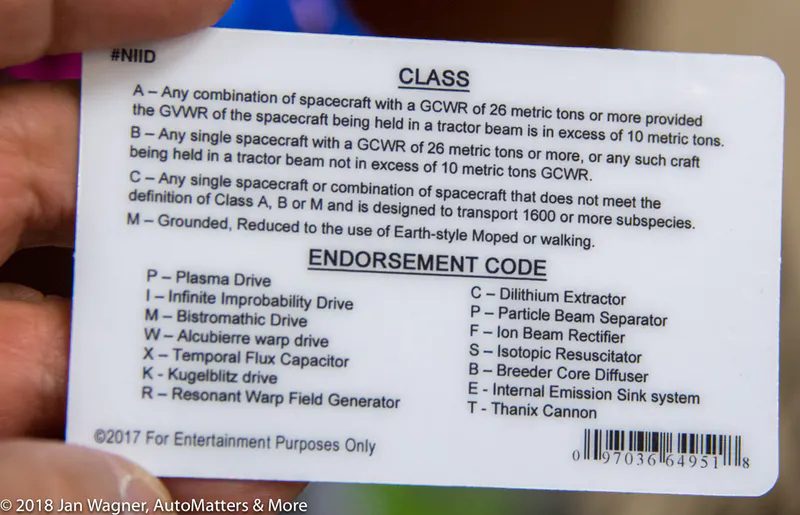 #NIID
CLASS
A – Any combination of spacecraft with a GCWR of 26 metric tons or more provided
the GVWR of the spacecraft being held in a tractor beam is in excess of 10 metric tons.
B – Any single spacecraft with a GCWR of 26 metric tons or more, or any such craft
being held in a tractor beam not in excess of 10 metric tons GCWR.
C – Any single spacecraft or combination of spacecraft that does not meet the
definition of Class A, B or M and is designed to transport 1600 or more subspecies.
M – Grounded, Reduced to the use of Earth-style Moped or walking.
ENDORSEMENT CODE
P – Plasma Drive
I – Infinite Improbability Drive
M – Bistromathic Drive
W – Alcubierre warp drive
X – Temporal Flux Capacitor
K - Kugelblitz drive
R – Resonant Warp Field Generator
C – Dilithium Extractor
P – Particle Beam Separator
F – Ion Beam Rectifier
S – Isotopic Resuscitator
B – Breeder Core Diffuser
E - Internal Emission Sink system
T - Thanix Cannon
©2017 For Entertainment Purposes Only
0 97036 64951 8
© 2018 Jan Wagner, AutoMatters & More